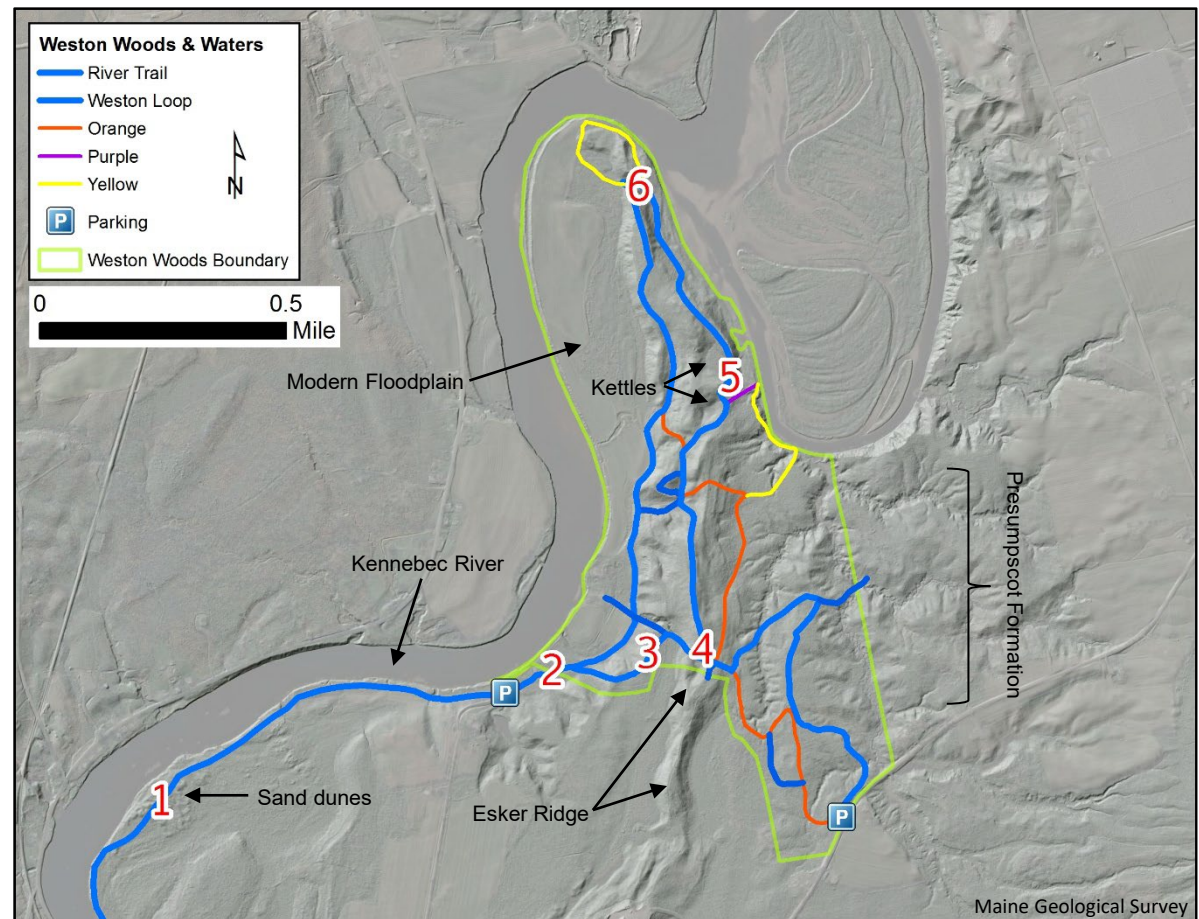 Weston Woods & Waters
River Trail
Weston Loop
Orange
Purple
Yellow
N
P Parking
Weston Woods Boundary
0 0.5
Mile
6
Modern Floodplain
Kettles
5
Presumpscot Formation
Kennebec River
2
3
4
P
1
Sand dunes
Esker Ridge
P
Maine Geological Survey